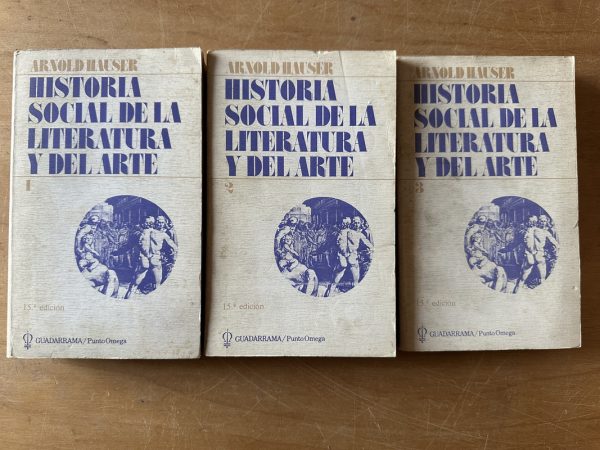 ARNOLD HAUSER
HISTORIA
SOCIAL DE LA
LITERATURA
Y DEL ARTE
1
15.ª edición
GUADARRAMA/Punto Omega
ARNOLD HAUSER
HISTORIA
SOCIAL DE LA
LITERATURA
Y DEL ARTE
2
15.ª edición
GUADARRAMA/Punto Omega
ARNOLD HAUSER
HISTORIA
SOCIAL DE LA
LITERATURA
Y DEL ARTE
3
15.ª edición
GUADARRAMA/Punto Omega